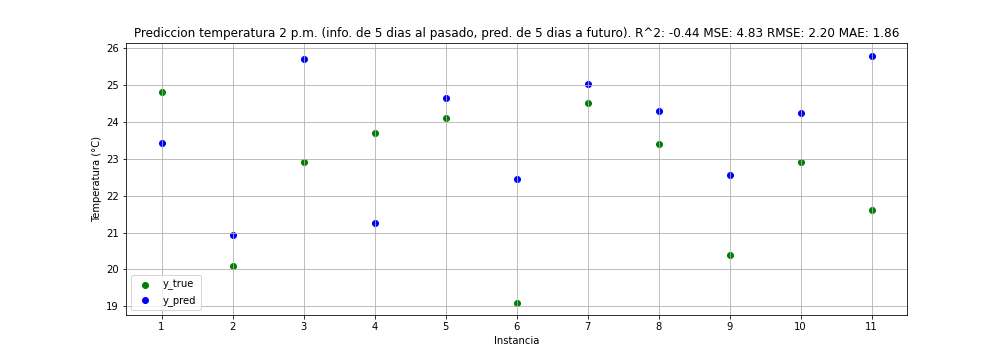 Prediccion temperatura 2 p.m. (info. de 5 dias al pasado, pred. de 5 dias a futuro). R^2: -0.44 MSE: 4.83 RMSE: 2.20 MAE: 1.86
26
25
24
23
22
21
20
19
Temperatura (°C)
y_true
y_pred
1 2 3 4 5 6 7 8 9 10 11
Instancia